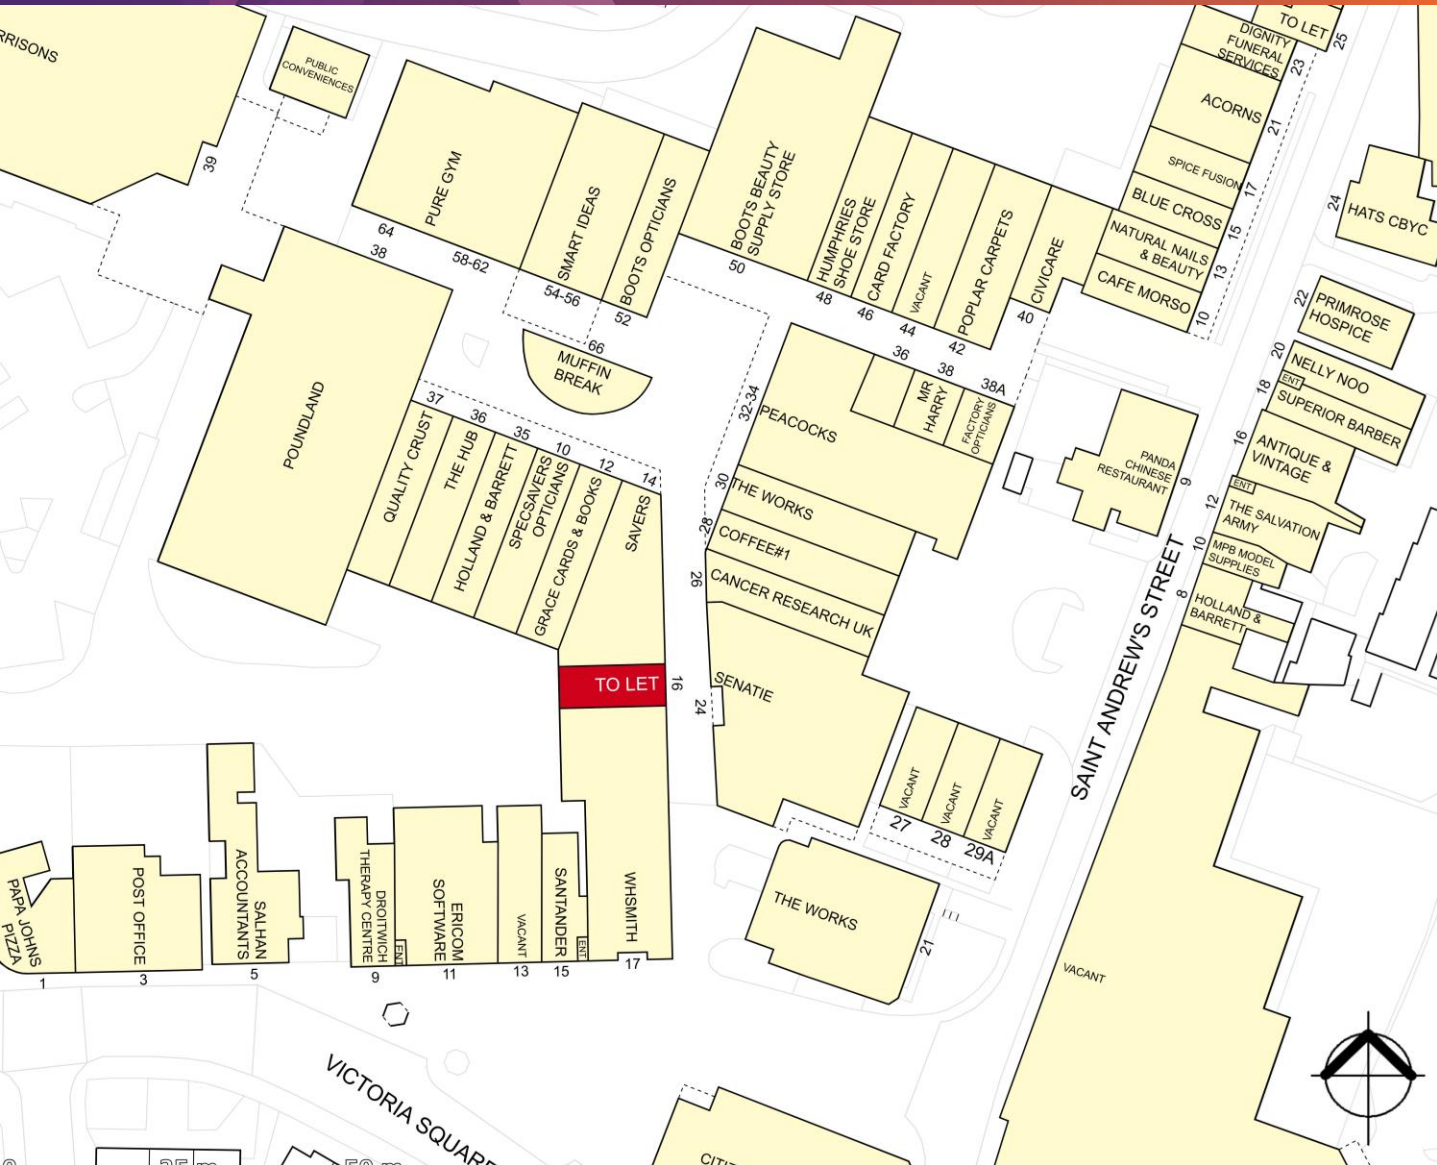 RRISONS
PUBLIC
CONVENIENCES
39
PURE GYM
64
58-62
SMART IDEAS
54-56
BOOTS OPTICIANS
52
BOOTS BEAUTY
SUPPLY STORE
50
HUMPHRIES
SHOE STORE
48
CARD FACTORY
46
VACANT
44
POPLAR CARPETS
42
CIVICARE
40
TO LET
25
DIGNITY
FUNERAL
SERVICES
23
ACORNS
21
SPICE FUSION
17
BLUE CROSS
15
NATURAL NAILS
& BEAUTY
13
CAFE MORSO
10
24
HATS CBYC
22
PRIMROSE
HOSPICE
20
NELLY NOO
ENT
18
SUPERIOR BARBER
16
ANTIQUE &
VINTAGE
ENT
12
THE SALVATION
ARMY
10
MPB MODEL
SUPPLIES
8
HOLLAND &
BARRETT
38
POUNDLAND
66
MUFFIN
BREAK
37
QUALITY CRUST
36
THE HUB
35
HOLLAND & BARRETT
10
SPECSAVERS
OPTICIANS
12
GRACE CARDS & BOOKS
14
SAVERS
TO LET
16
32-34
PEACOCKS
36
38
MR
HARRY
38A
FACTORY
OPTICIANS
30
THE WORKS
28
COFFEE#1
26
CANCER RESEARCH UK
24
SENATIE
PANDA
CHINESE
RESTAURANT
9
SAINT ANDREW'S STREET
VACANT
27
VACANT
28
VACANT
29A
THE WORKS
21
VACANT
PAPA JOHNS
PIZZA
1
POST OFFICE
3
SALHAN
ACCOUNTANTS
5
DROITWICH
THERAPY CENTRE
9
ENT
ERICOM
SOFTWARE
11
VACANT
13
SANTANDER
15
ENT
WHSMITH
17
VICTORIA SQUARE
25 m
50 m